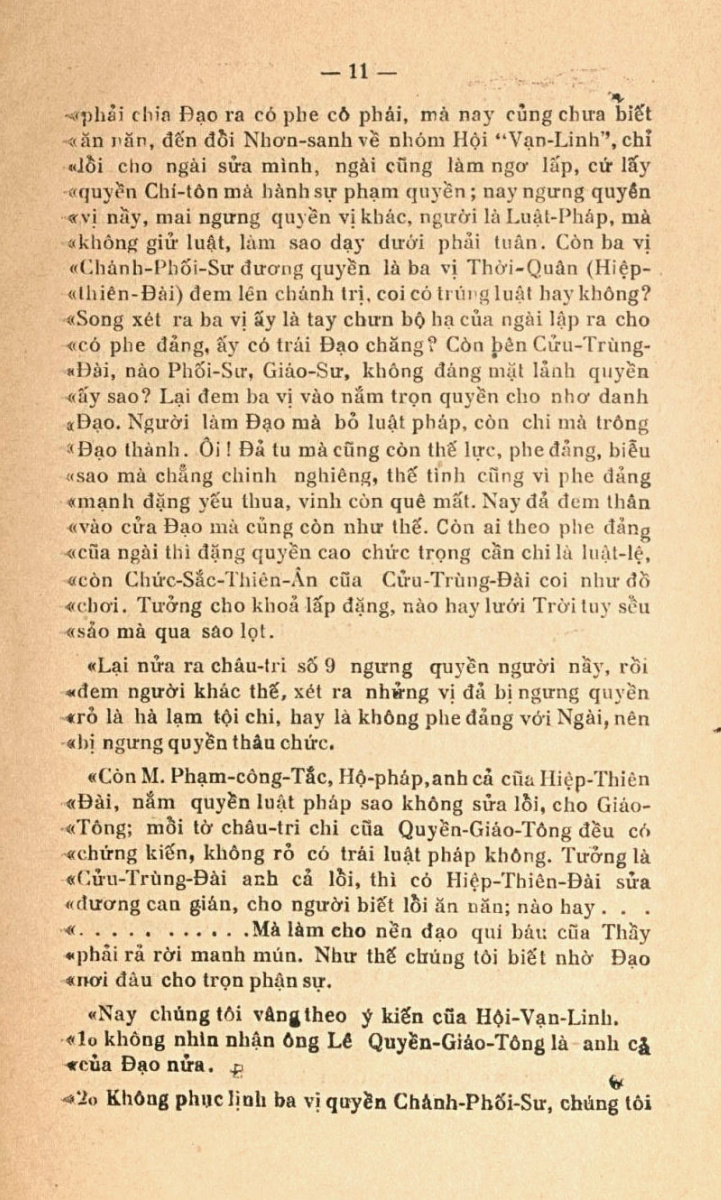 — 11 —
«phải chia Đạo ra có phe có phái, mà nay củng chưa biết
«ăn năn, đến đổi Nhơn-sanh về nhóm Hội “Vạn-Linh”, chỉ
«lồi cho ngài sửa mình, ngài cũng làm ngơ lấp, cứ lấy
«quyền Chí-tôn mà hành sự phạm quyền ; nay ngưng quyền
«vị nầy, mai ngưng quyền vị khác, người là Luật-Pháp, mà
«không giử luật, làm sao dạy dưới phải tuân. Còn ba vị
«Chánh-Phối-Sư đương quyền là ba vị Thời-Quân (Hiệp-
«thiên-Đài) đem lên chánh trị, coi có trúng luật hay không?
«Song xét ra ba vị ấy là tay chưn bộ hạ của ngài lập ra cho
«có phe đảng, ấy có trái Đạo chăng? Còn bên Cửu-Trùng-
«Đài, nào Phối-Sư, Giáo-Sư, không đáng mặt lảnh quyền
«ấy sao? Lại đem ba vị vào nắm trọn quyền cho nhơ danh
«Đạo. Người làm Đạo mà bỏ luật pháp, còn chi mà trông
«Đạo thành. Ôi ! Đả tu mà cũng còn thế lực, phe đảng, biểu
«sao mà chẳng chinh nghiêng, thế tình cũng vì phe đảng
«mạnh đặng yếu thua, vinh còn quê mất. Nay đả đem thân
«vào cửa Đạo mà củng còn như thế. Còn ai theo phe đảng
«của ngài thì đặng quyền cao chức trọng cần chi là luật-lệ,
«còn Chức-Sắc-Thiên-Ân của Cửu-Trùng-Đài coi như đồ
«chơi. Tưởng cho khoả lấp đặng, nào hay lưới Trời tuy sểu
«sảo mà qua sao lọt.
«Lại nửa ra châu-tri số 9 ngưng quyền người nầy, rồi
«đem người khác thế, xét ra những vị đả bị ngưng quyền
«rỏ là hà lạm tội chi, hay là không phe đảng với Ngài, nên
«bị ngưng quyền thâu chức.
«Còn M. Phạm-công-Tắc, Hộ-pháp, anh cả của Hiệp-Thiên
«Đài, nắm quyền luật pháp sao không sửa lồi, cho Giáo-
«Tông; mồi tờ châu-tri chi của Quyền-Giáo-Tông đều có
«chứng kiến, không rỏ có trái luật pháp không. Tưởng là
«Cửu-Trùng-Đài anh cả lồi, thì có Hiệp-Thiên-Đài sửa
«đương can gián, cho người biết lồi ăn năn; nào hay . . .
«. . . . . . . . . . . Mà làm cho nền đạo quí báu của Thầy
«phải rả rời manh mún. Như thế chúng tôi biết nhờ Đạo
«nơi đâu cho trọn phận sự.
«Nay chúng tôi vâng theo ý kiến của Hội-Vạn-Linh.
«1o không nhìn nhận ông Lê Quyền-Giáo-Tông là anh cả
«của Đạo nửa.
«2o Không phục lịnh ba vị quyền Chánh-Phối-Sư, chúng tôi